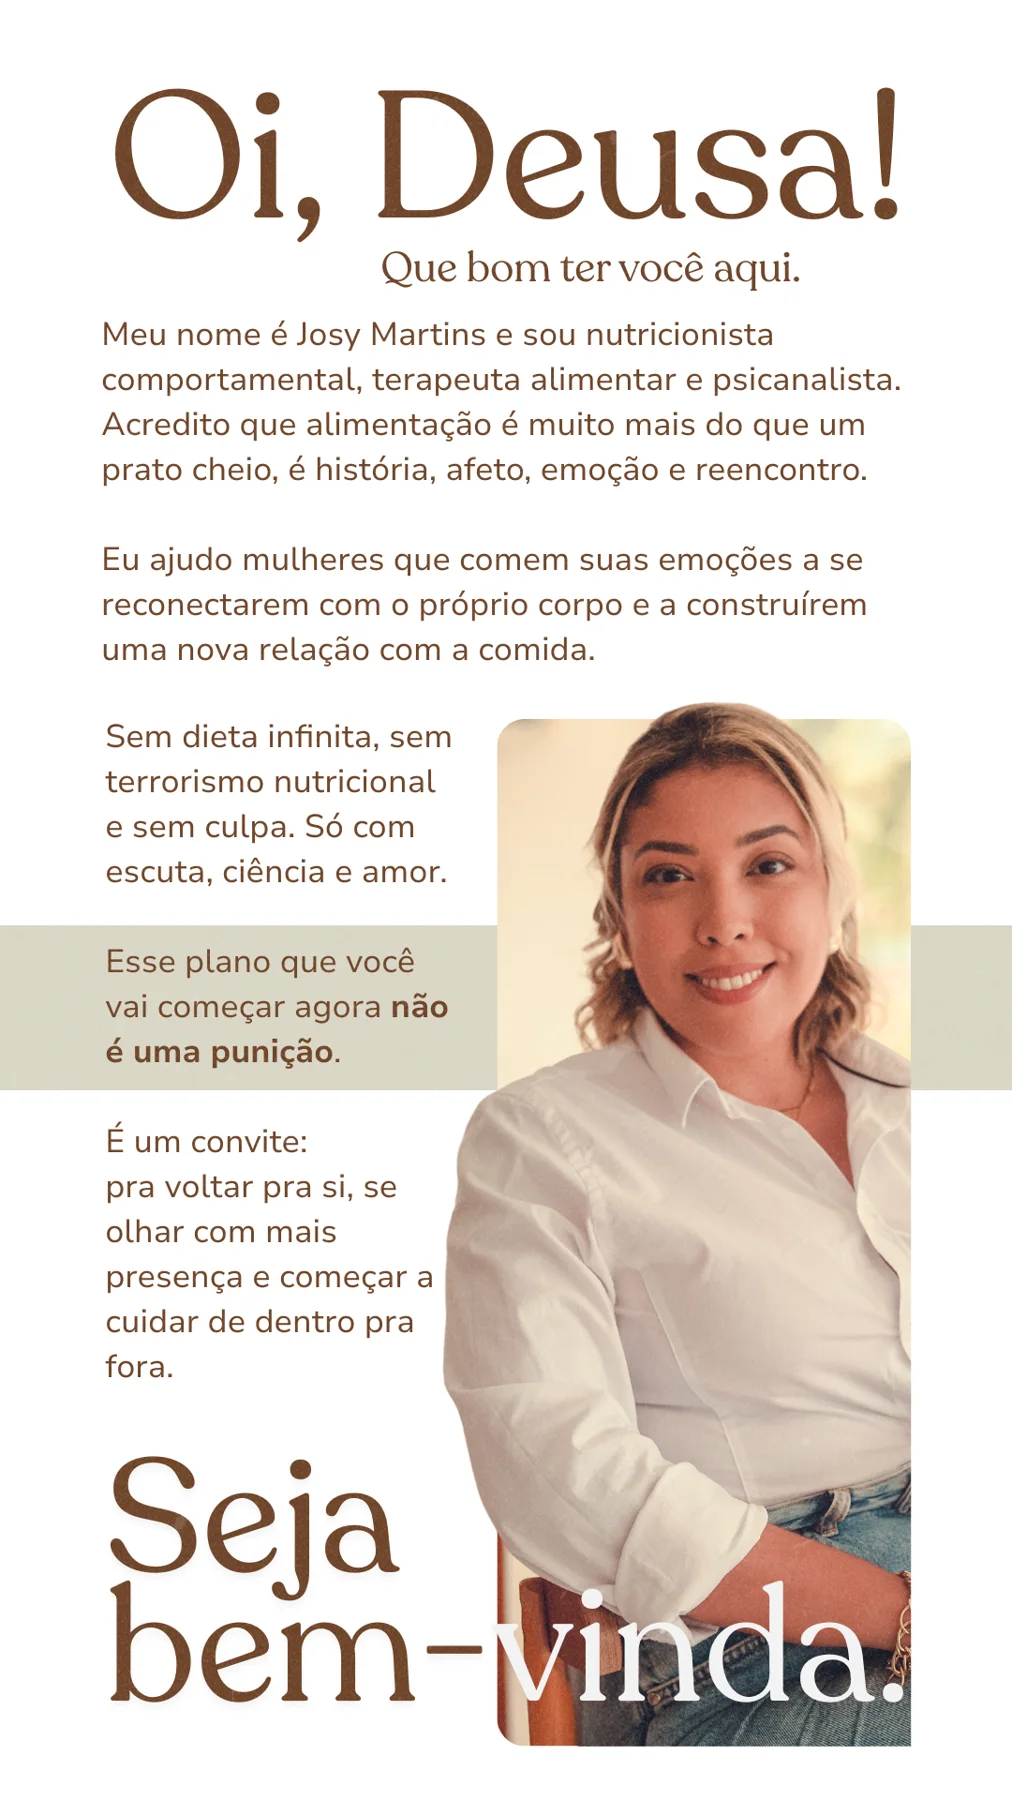 Oi, Deusa!
Que bom ter você aqui.
Meu nome é Josy Martins e sou nutricionista
comportamental, terapeuta alimentar e psicanalista.
Acredito que alimentação é muito mais do que um
prato cheio, é história, afeto, emoção e reencontro.
Eu ajudo mulheres que comem suas emoções a se
reconectarem com o próprio corpo e a construírem
uma nova relação com a comida.
Sem dieta infinita, sem
terrorismo nutricional
e sem culpa. Só com
escuta, ciência e amor.
Esse plano que você
vai começar agora não
é uma punição.
É um convite:
pra voltar pra si, se
olhar com mais
presença e começar a
cuidar de dentro pra
fora.
Seja
bem-vinda.